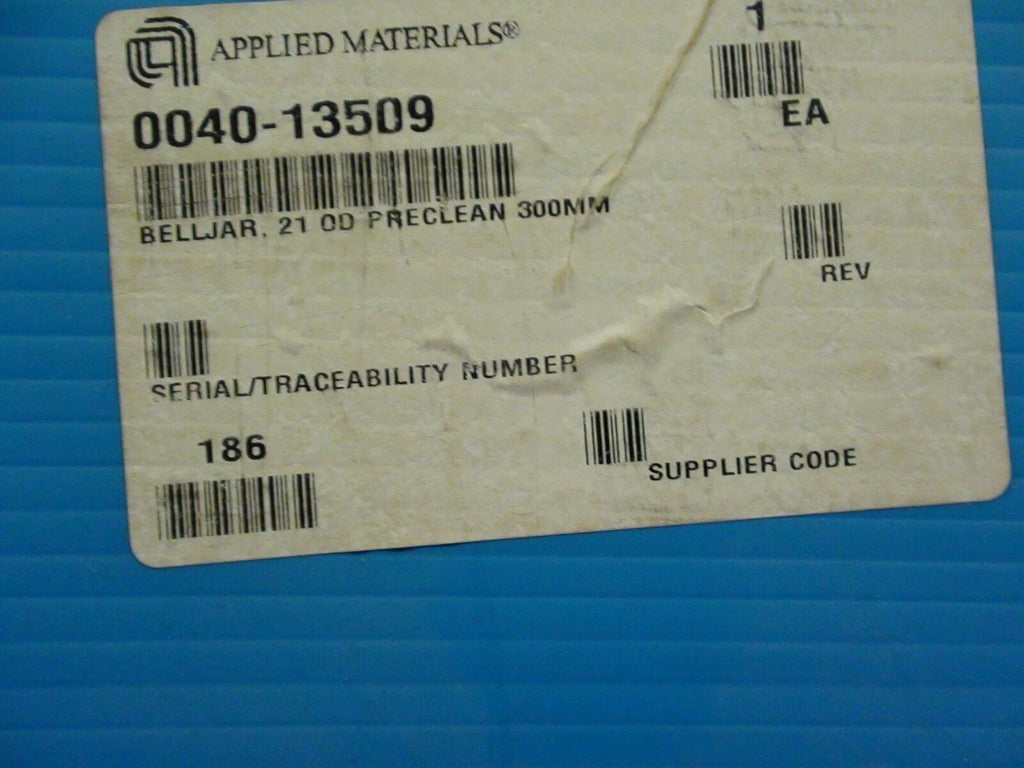 APPLIED MATERIALS®
1
0040-13509
EA
BELLJAR, 21 OD PRECLEAN 300MM
REV
SERIAL/TRACEABILITY NUMBER
186
SUPPLIER CODE